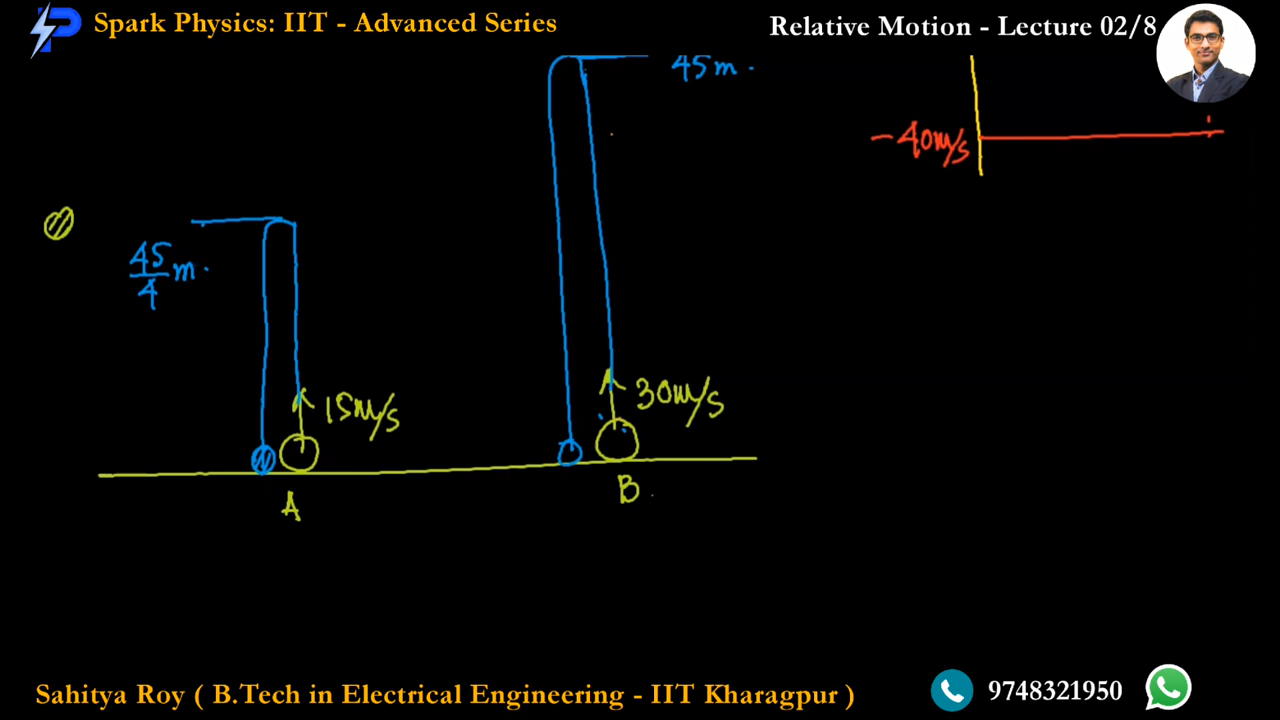 Spark Physics: IIT - Advanced Series
Relative Motion - Lecture 02/8
45m.
-40m/s
45/4 m.
15m/s
30m/s
A
B
Sahitya Roy ( B.Tech in Electrical Engineering - IIT Kharagpur )
9748321950